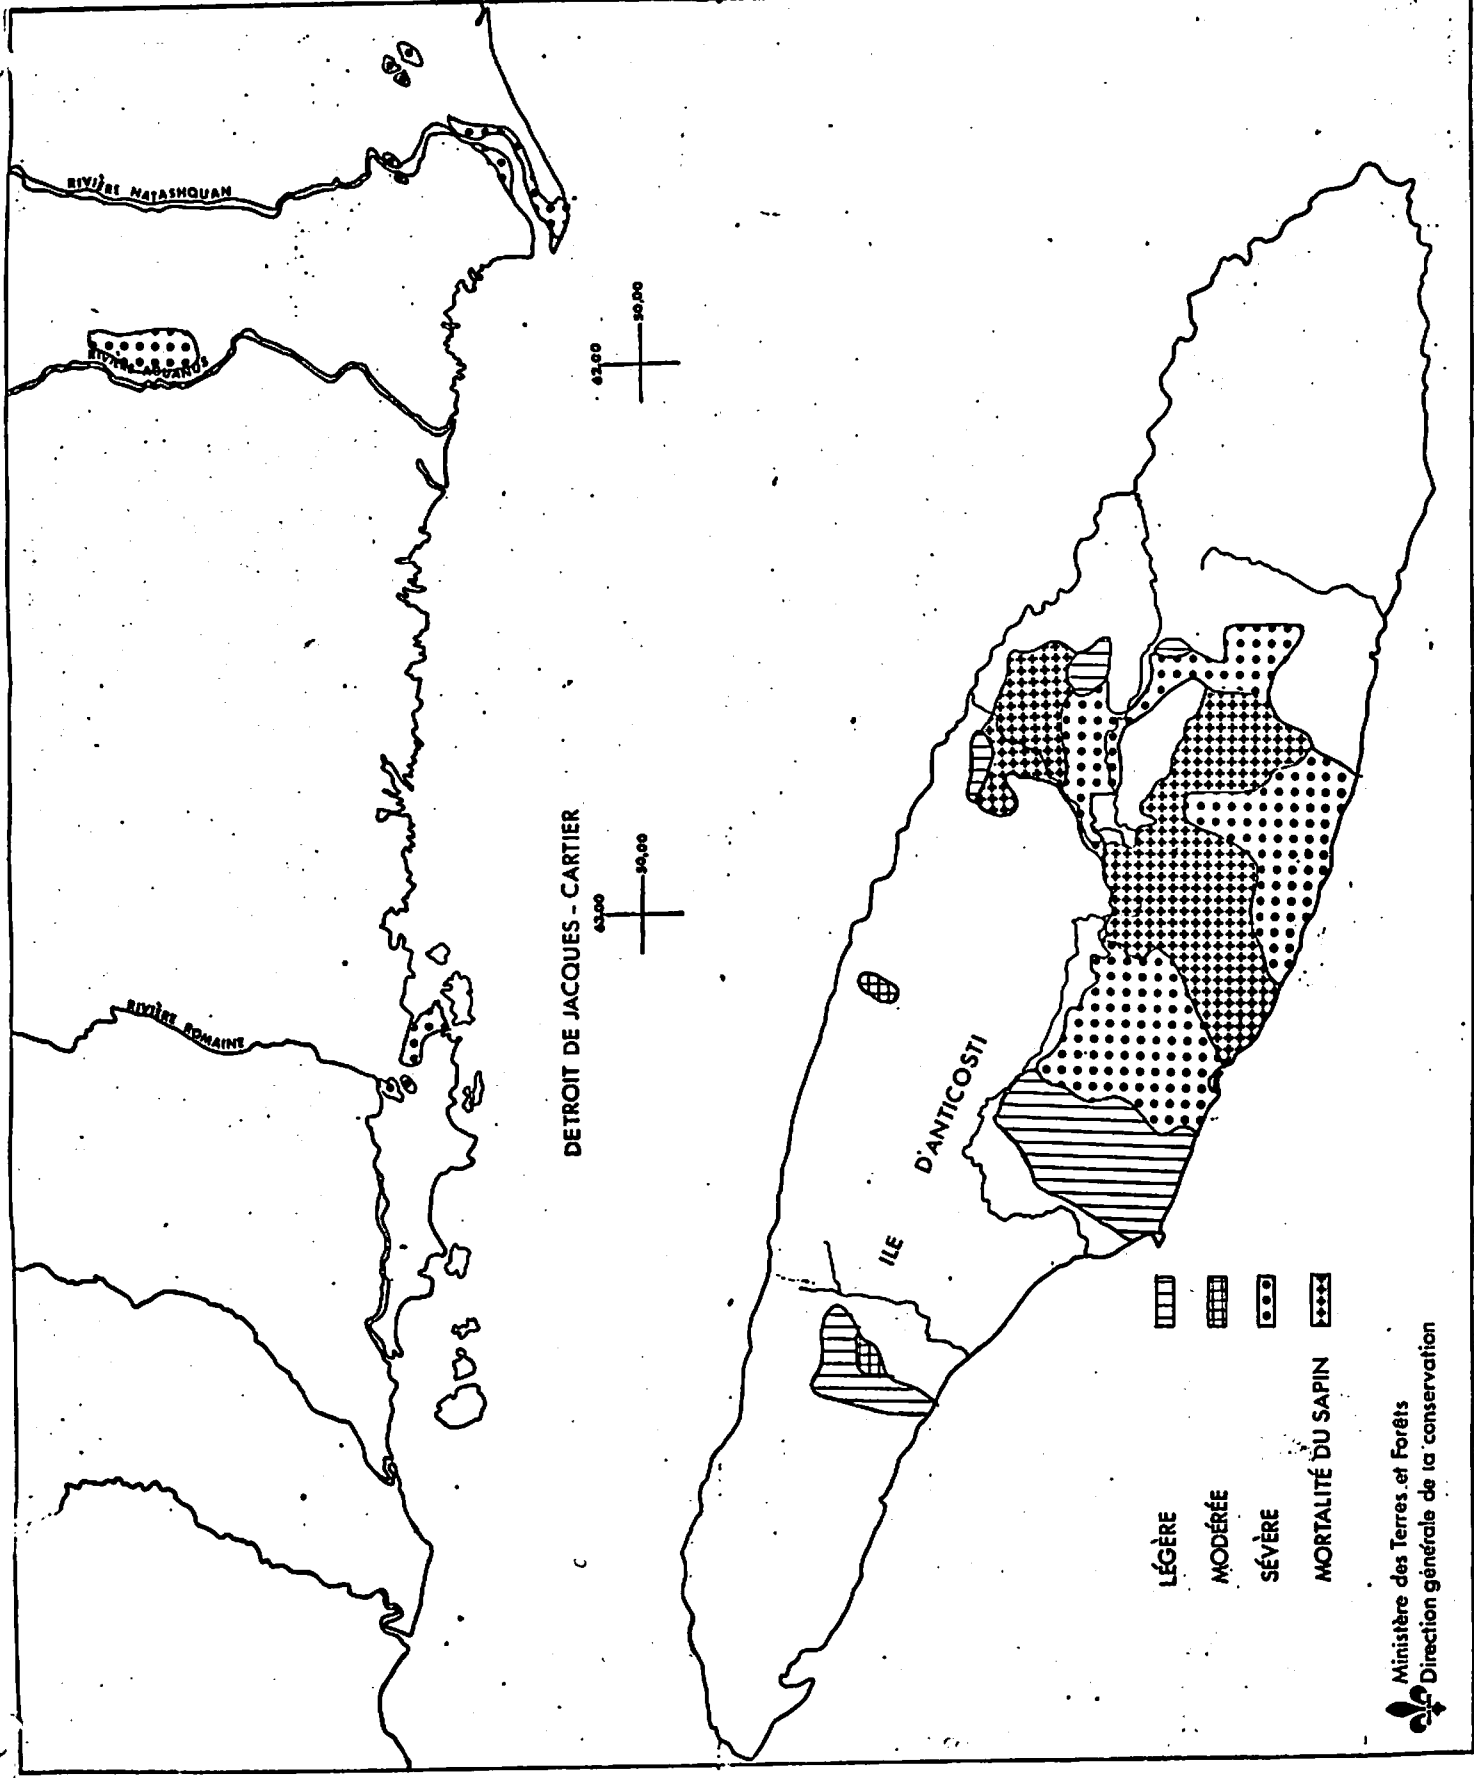 RIVIÈRE ROMAINE
RIVIÈRE AGUANUS
RIVIÈRE NATASHQUAN
DETROIT DE JACQUES - CARTIER
63,00
50,00
62,00
50,00
ILE
D'ANTICOSTI
LÉGÈRE
MODÉRÉE
SÉVÈRE
MORTALITÉ DU SAPIN
Ministère des Terres et Forêts
Direction générale de la conservation